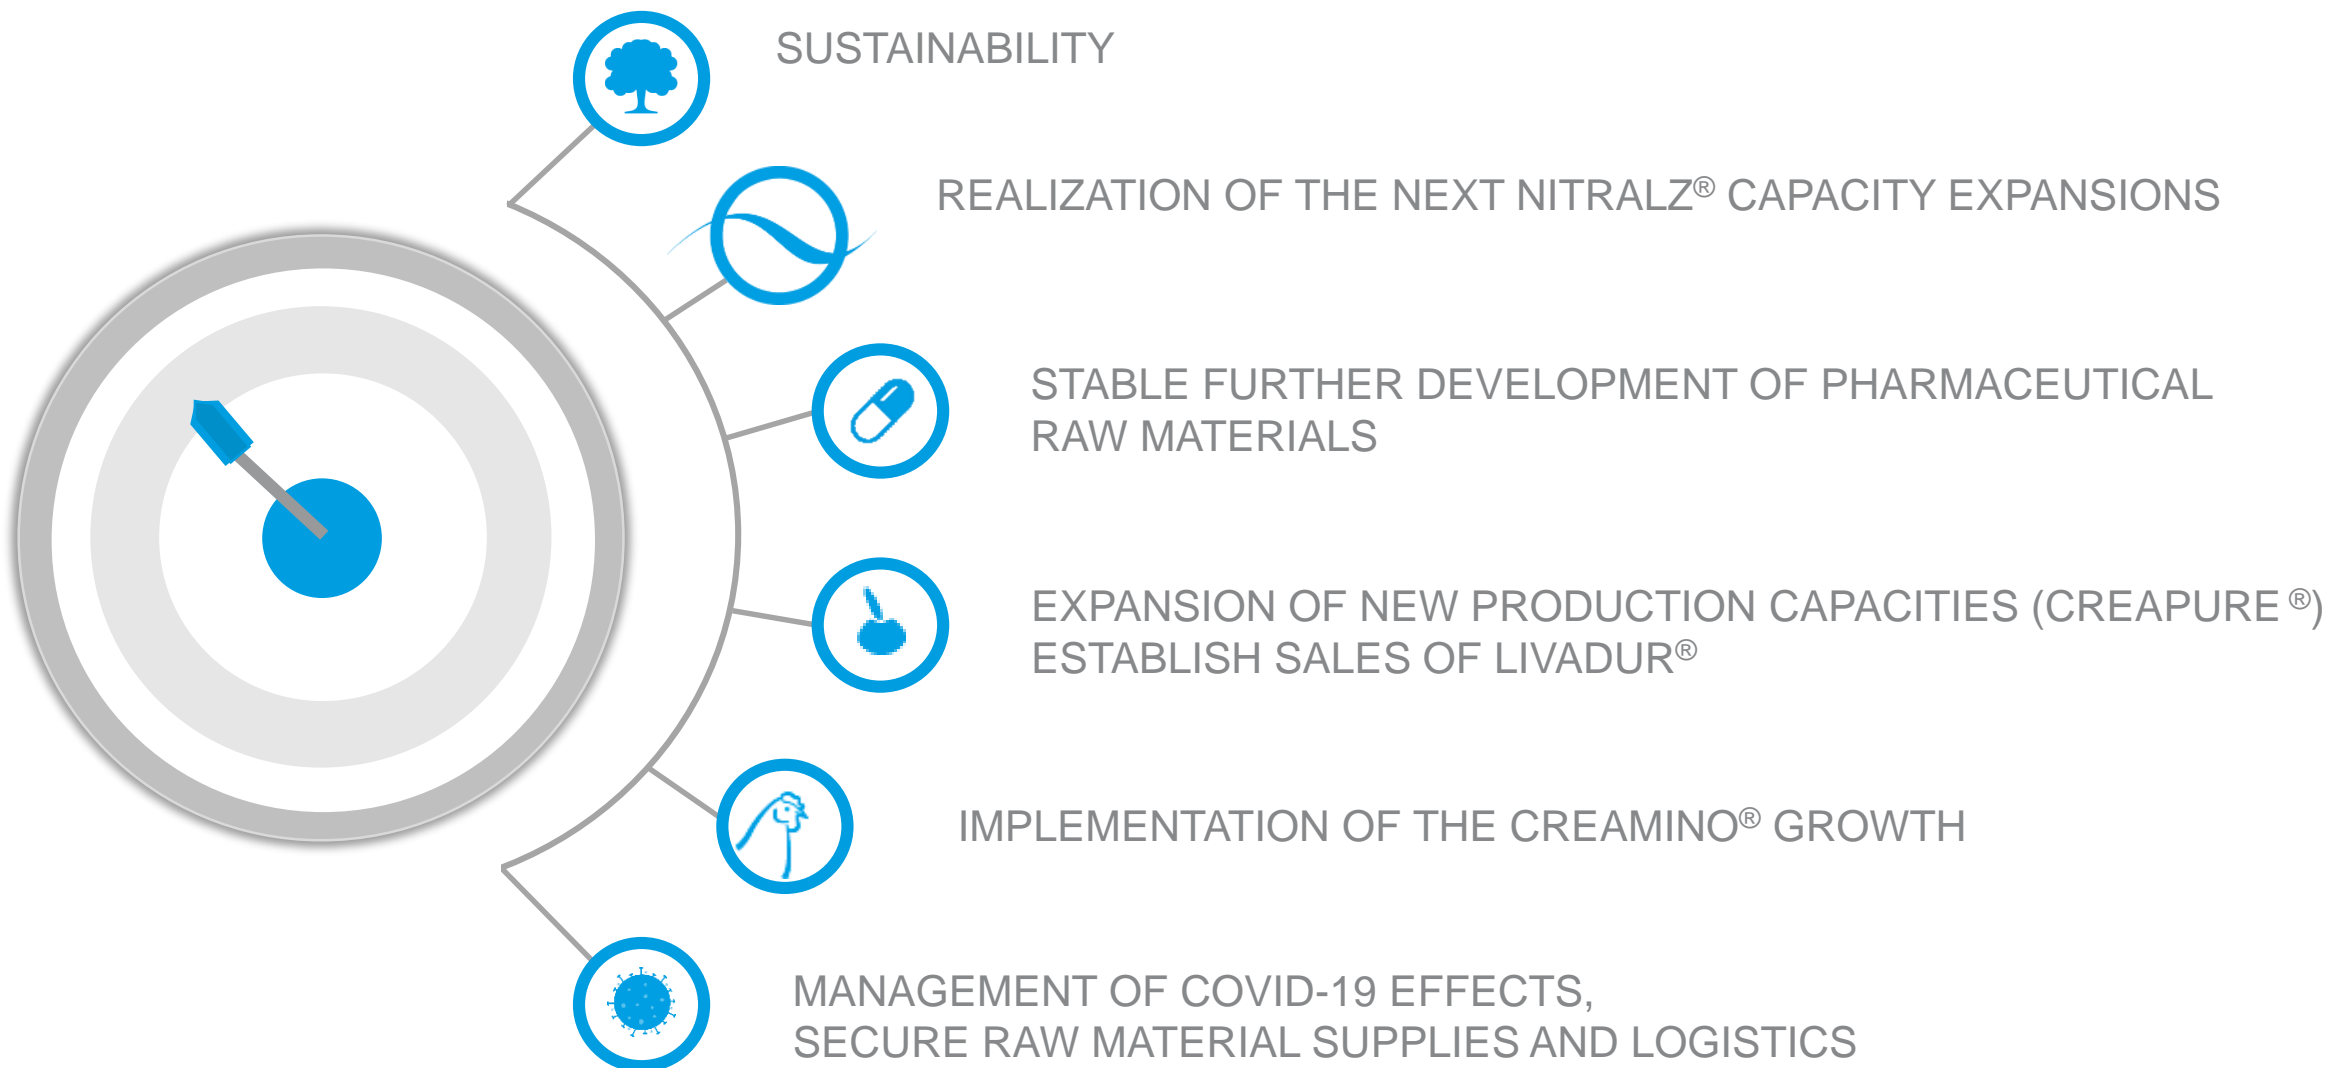 SUSTAINABILITY
REALIZATION OF THE NEXT NITRALZ® CAPACITY EXPANSIONS
STABLE FURTHER DEVELOPMENT OF PHARMACEUTICAL
RAW MATERIALS
EXPANSION OF NEW PRODUCTION CAPACITIES (CREAPURE®)
ESTABLISH SALES OF LIVADUR®
IMPLEMENTATION OF THE CREAMINO® GROWTH
MANAGEMENT OF COVID-19 EFFECTS,
SECURE RAW MATERIAL SUPPLIES AND LOGISTICS